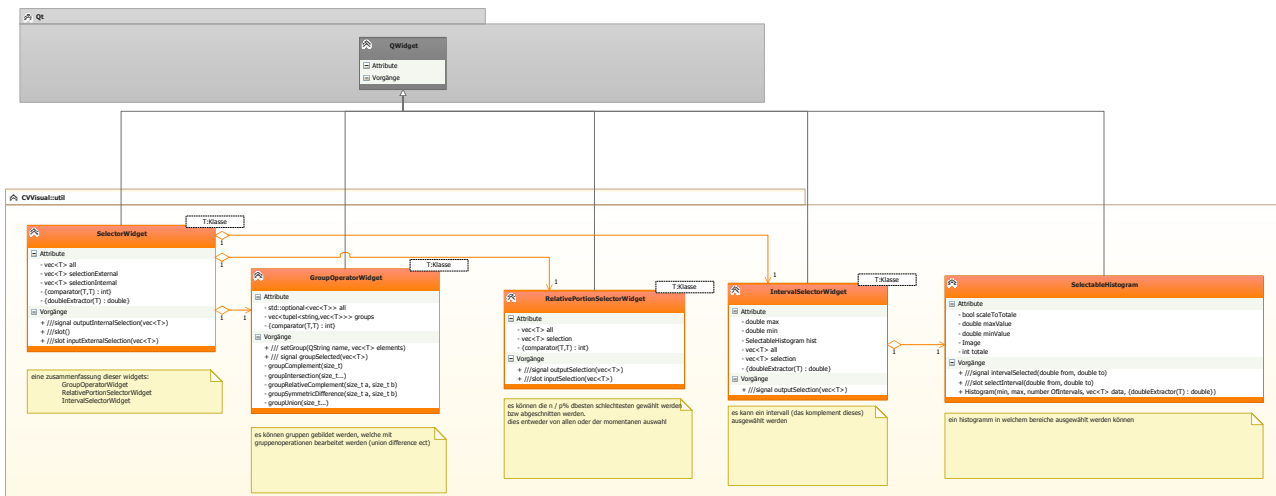 Qt
QWidget
Attribute
Vorgänge
CVVisual::util
T:Klasse
SelectorWidget
Attribute
- vec<T> all
- vec<T> selectionExternal
- vec<T> selectionInternal
- {comparator(T,T) : int}
- {doubleExtractor(T) : double}
Vorgänge
+ ///signal outputInternalSelection(vec<T>)
+ ///slot()
+ ///slot inputExternalSelection(vec<T>)
1
1
1
1
1
1
eine zusammenfassung dieser widgets:
GroupOperatorWidget
RelativePortionSelectorWidget
IntervalSelectorWidget
T:Klasse
GroupOperatorWidget
Attribute
- std::optional<vec<T>> all
- vec<tupel<string,vec<T>>> groups
- {comparator(T,T) : int}
Vorgänge
+ /// setGroup(QString name, vec<T> elements)
+ /// signal groupSelected(vec<T>)
- groupComplement(size_t)
- groupIntersection(size_t...)
- groupRelativeComplement(size_t a, size_t b)
- groupSymmetricDifference(size_t a, size_t b)
- groupUnion(size_t...)
es können gruppen gebildet werden, welche mit
gruppenoperationen bearbeitet werden (union difference ect)
T:Klasse
RelativePortionSelectorWidget
Attribute
- vec<T> all
- vec<T> selection
- {comparator(T,T) : int}
Vorgänge
+ ///signal outputSelection(vec<T>)
+ ///slot inputSelection(vec<T>)
es können die n / p% dbesten schlechtesten gewählt werden
bzw abgeschnitten werden.
dies entweder von allen oder der momentanen auswahl
T:Klasse
IntervalSelectorWidget
Attribute
- double max
- double min
- SelectableHistogram hist
- vec<T> all
- vec<T> selection
- {doubleExtractor(T) : double}
Vorgänge
+ ///signal outputSelection(vec<T>)
1
1
es kann ein intervall (das komplement dieses)
ausgewählt werden
SelectableHistogram
Attribute
- bool scaleToTotale
- double maxValue
- double minValue
- Image
- int totale
Vorgänge
+ ///signal intervalSelected(double from, double to)
+ ///slot selectInterval(double from, double to)
+ Histogram(min, max, number OfIntervals, vec<T> data, {doubleExtractor(T) : double})
ein histogramm in welchem bereiche ausgewählt werden können